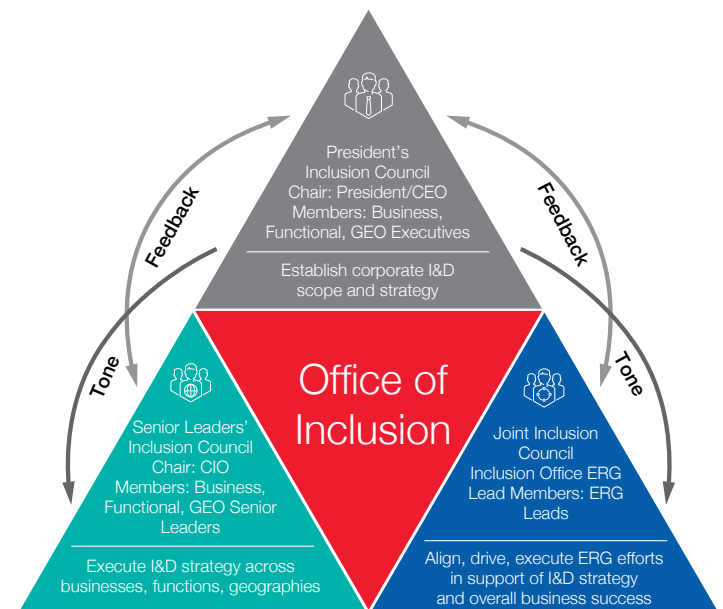 President's
Inclusion Council
Chair: President/CEO
Members: Business,
Functional, GEO Executives
Establish corporate I&D
scope and strategy
Feedback
Feedback
Tone
Tone
Office of
Inclusion
Senior Leaders'
Inclusion Council
Chair: CIO
Members: Business,
Functional, GEO Senior
Leaders
Execute I&D strategy across
businesses, functions, geographies
Joint Inclusion
Council
Inclusion Office ERG
Lead Members: ERG
Leads
Align, drive, execute ERG efforts
in support of I&D strategy
and overall business success